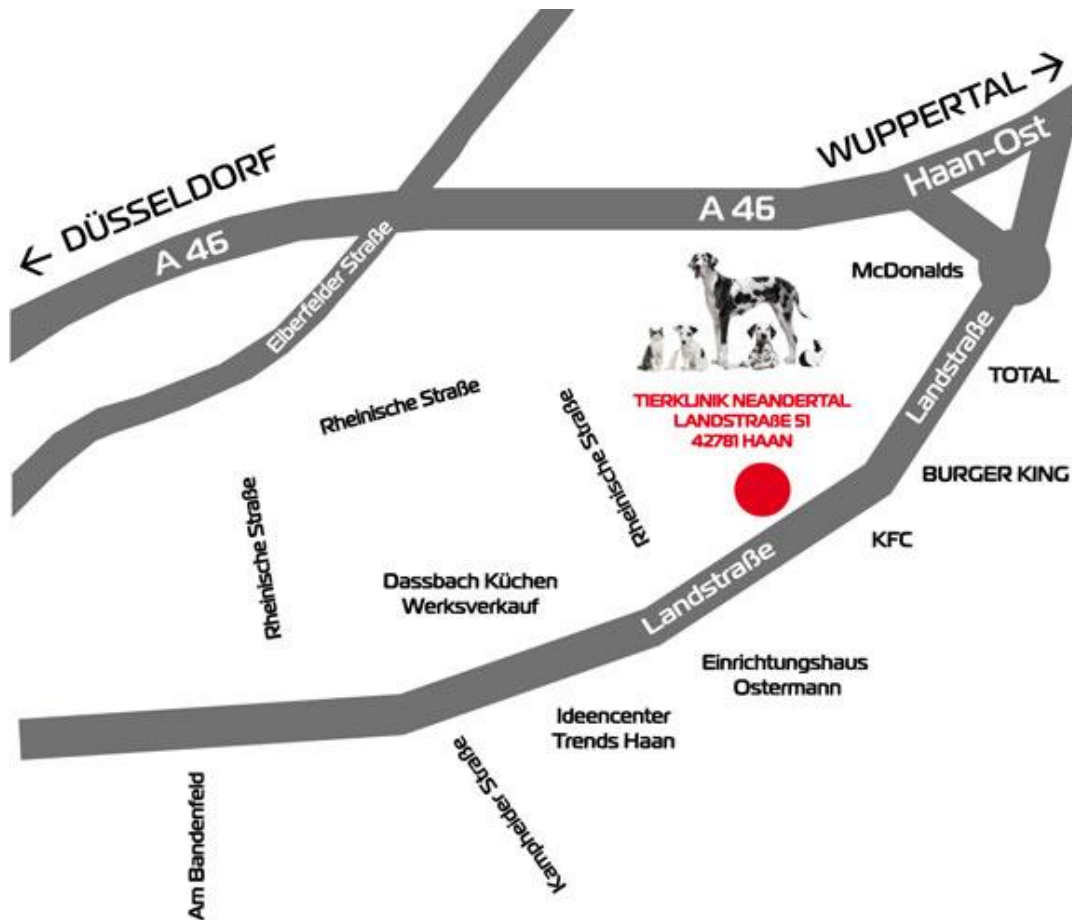 WUPPERTAL →
← DÜSSELDORF
Haan-Ost
A 46
A 46
Elberfelder Straße
McDonalds
Landstraße
TOTAL
Rheinische Straße
Rheinische Straße
TIERKLINIK NEANDERTAL
LANDSTRAßE 51
42781 HAAN
BURGER KING
Rheinische Straße
KFC
Dassbach Küchen
Werksverkauf
Landstraße
Einrichtungshaus
Ostermann
Ideencenter
Trends Haan
Kampheider Straße
Am Bandenfeld